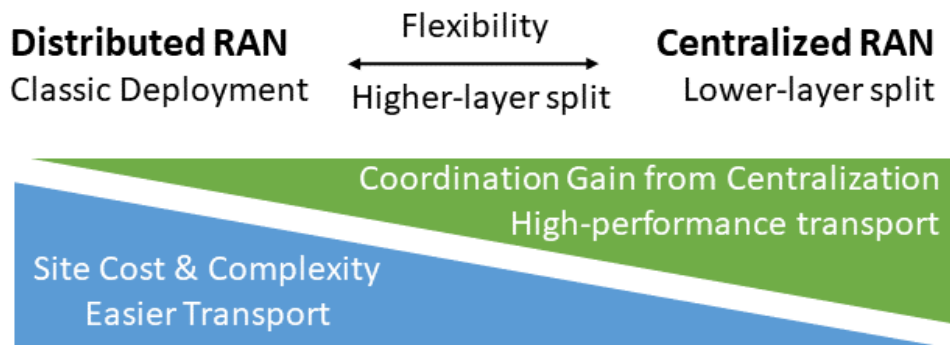 Distributed RAN
Classic Deployment
Flexibility
Higher-layer split
Centralized RAN
Lower-layer split
Coordination Gain from Centralization
High-performance transport
Site Cost & Complexity
Easier Transport